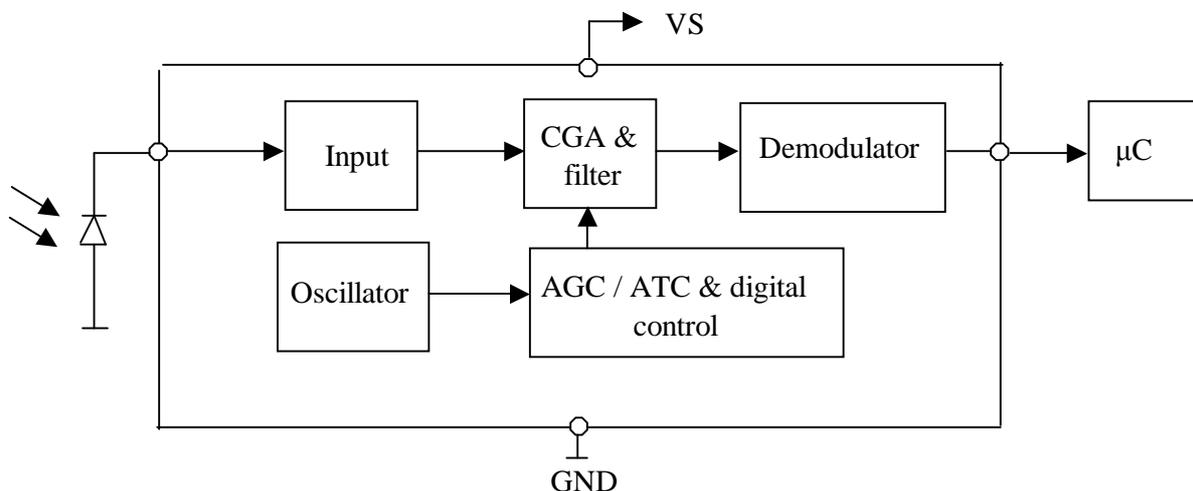 VS
Input
CGA &
filter
Demodulator
μC
Oscillator
AGC / ATC & digital
control
GND